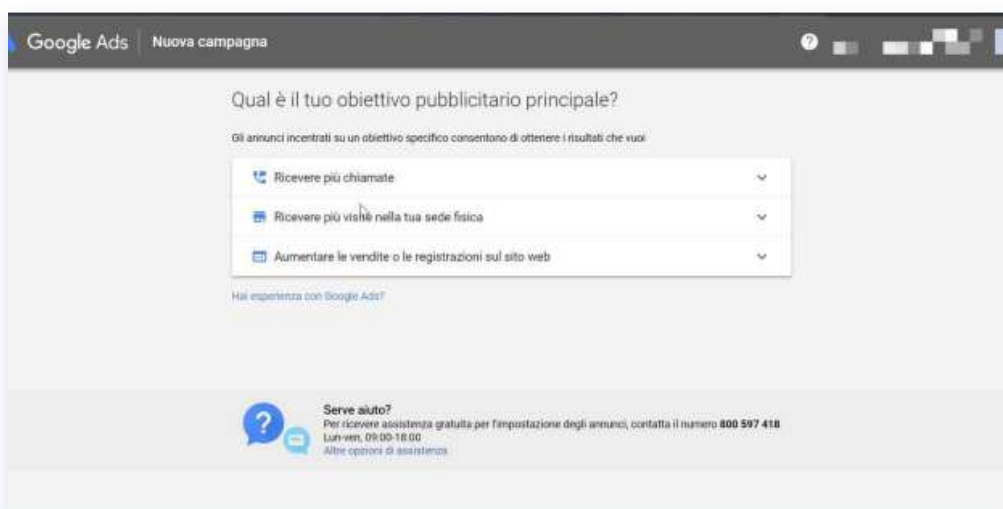 Google Ads
Nuova campagna
Qual è il tuo obiettivo pubblicitario principale?
Gli annunci incentrati su un obiettivo specifico consentono di ottenere i risultati che vuoi
Ricevere più chiamate
Ricevere più visite nella tua sede fisica
Aumentare le vendite o le registrazioni sul sito web
Hai esperienza con Google Ads?
Serve aiuto?
Per ricevere assistenza gratuita per l'impostazione degli annunci, contatta il numero 800 597 418
Lun-ven, 09:00-18:00
Altre opzioni di assistenza